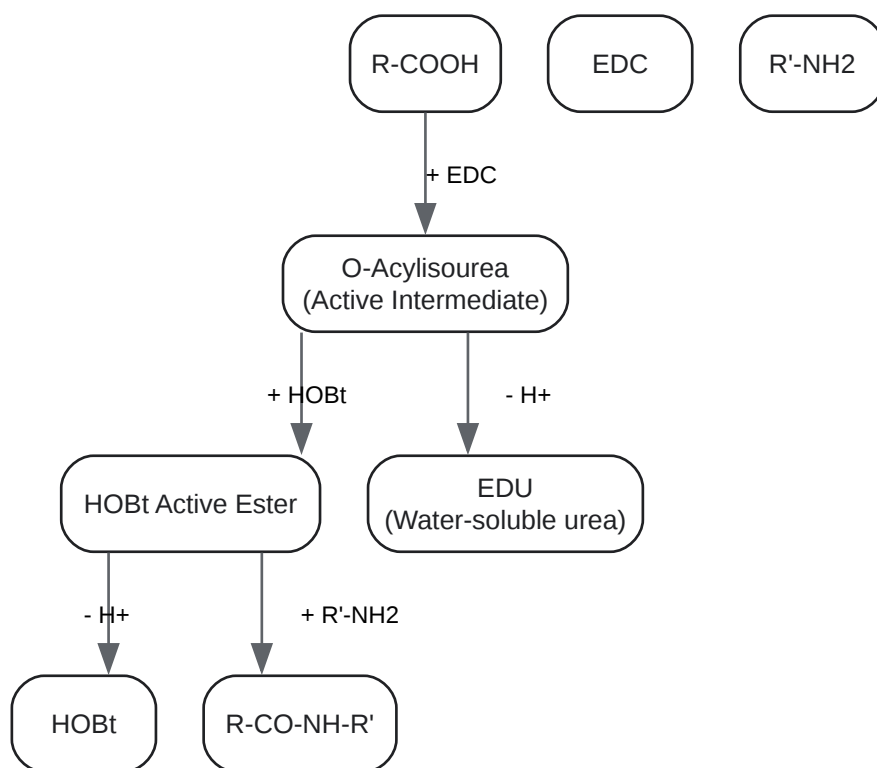 R-COOH
EDC
R'-NH2
+ EDC
O-Acylisourea
(Active Intermediate)
+ HOBt
- H+
HOBt Active Ester
EDU
(Water-soluble urea)
- H+
+ R'-NH2
HOBt
R-CO-NH-R'